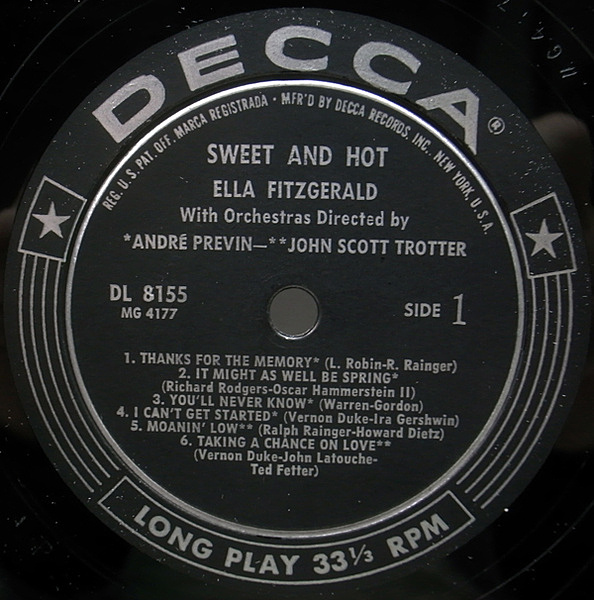 DECCA®
REG. U.S. PAT. OFF. MARCA REGISTRADA • MFR'D BY DECCA RECORDS, INC., NEW YORK, U.S.A.
SWEET AND HOT
ELLA FITZGERALD
With Orchestras Directed by
*ANDRÉ PREVIN—**JOHN SCOTT TROTTER
DL 8155
MG 4177
SIDE 1
1. THANKS FOR THE MEMORY* (L. Robin-R. Rainger)
2. IT MIGHT AS WELL BE SPRING*
(Richard Rodgers-Oscar Hammerstein II)
3. YOU'LL NEVER KNOW* (Warren-Gordon)
4. I CAN'T GET STARTED* (Vernon Duke-Ira Gershwin)
5. MOANIN' LOW** (Ralph Rainger-Howard Dietz)
6. TAKING A CHANCE ON LOVE**
(Vernon Duke-John Latouche-
Ted Fetter)
LONG PLAY 33⅓ RPM